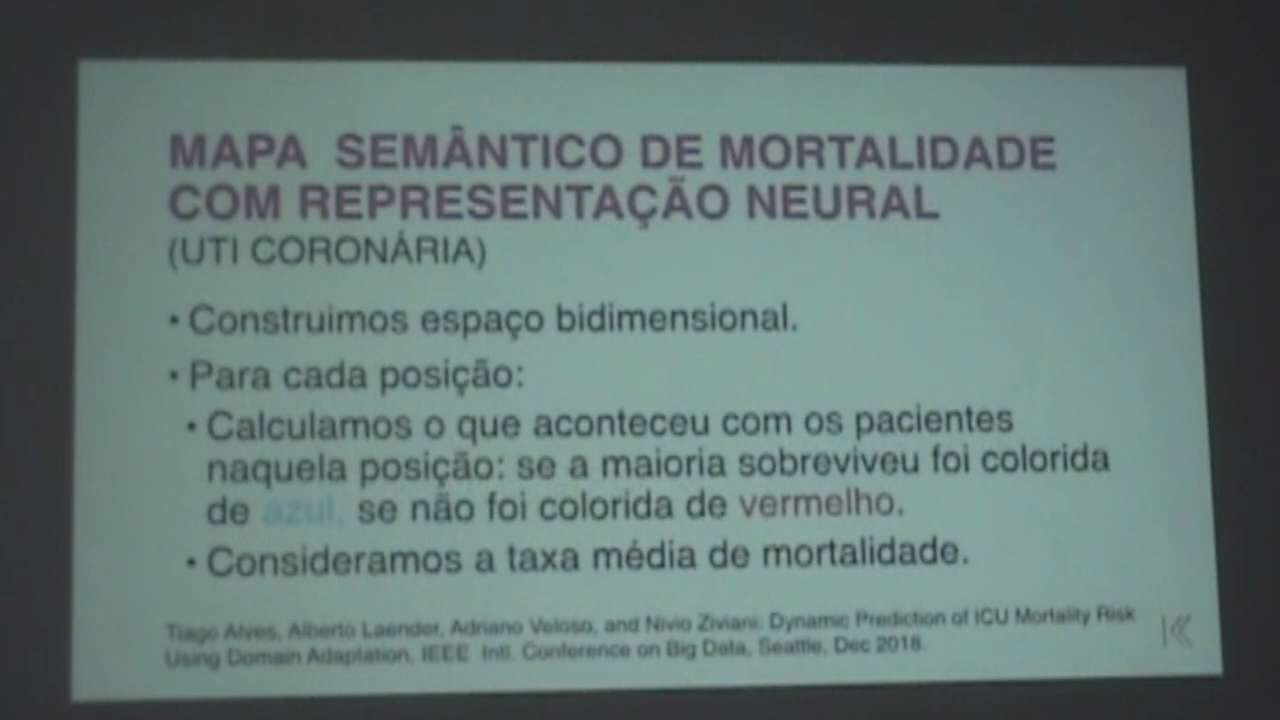 MAPA SEMÂNTICO DE MORTALIDADE
COM REPRESENTAÇÃO NEURAL
(UTI CORONÁRIA)
• Construimos espaço bidimensional.
• Para cada posição:
• Calculamos o que aconteceu com os pacientes
naquela posição: se a maioria sobreviveu foi colorida
de azul, se não foi colorida de vermelho.
• Consideramos a taxa média de mortalidade.
Tiago Alves, Alberto Laender, Adriano Veloso, and Nivio Ziviani: Dynamic Prediction of ICU Mortality Risk
Using Domain Adaptation, IEEE Intl. Conference on Big Data, Seattle, Dec 2018.